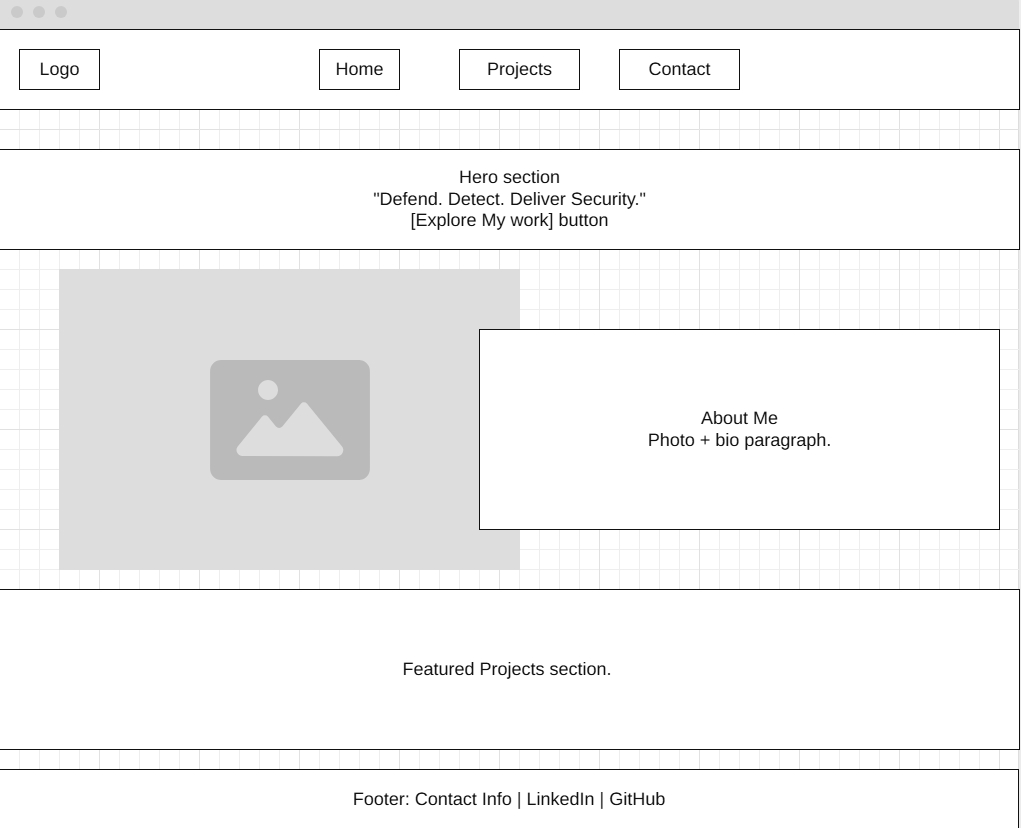 Logo
Home
Projects
Contact
Hero section
"Defend. Detect. Deliver Security."
[Explore My work] button
About Me
Photo + bio paragraph.
Featured Projects section.
Footer: Contact Info | LinkedIn | GitHub